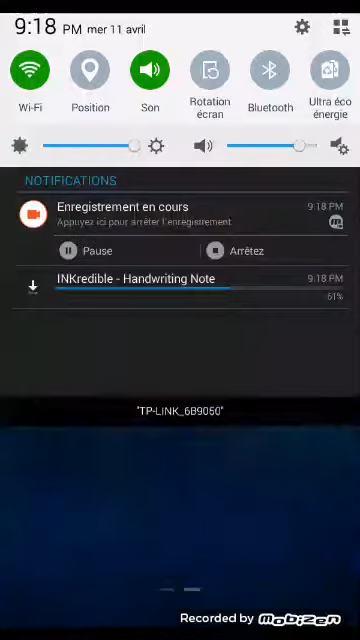 9:18 PM mer 11 avril
Wi-Fi
Position
Son
Rotation écran
Bluetooth
Ultra éco énergie
NOTIFICATIONS
Enregistrement en cours 9:18 PM
Appuyez ici pour arrêter l'enregistrement
Pause
Arrêtez
INKredible - Handwriting Note 9:18 PM
61%
"TP-LINK_6B9050"
Recorded by Mobizen